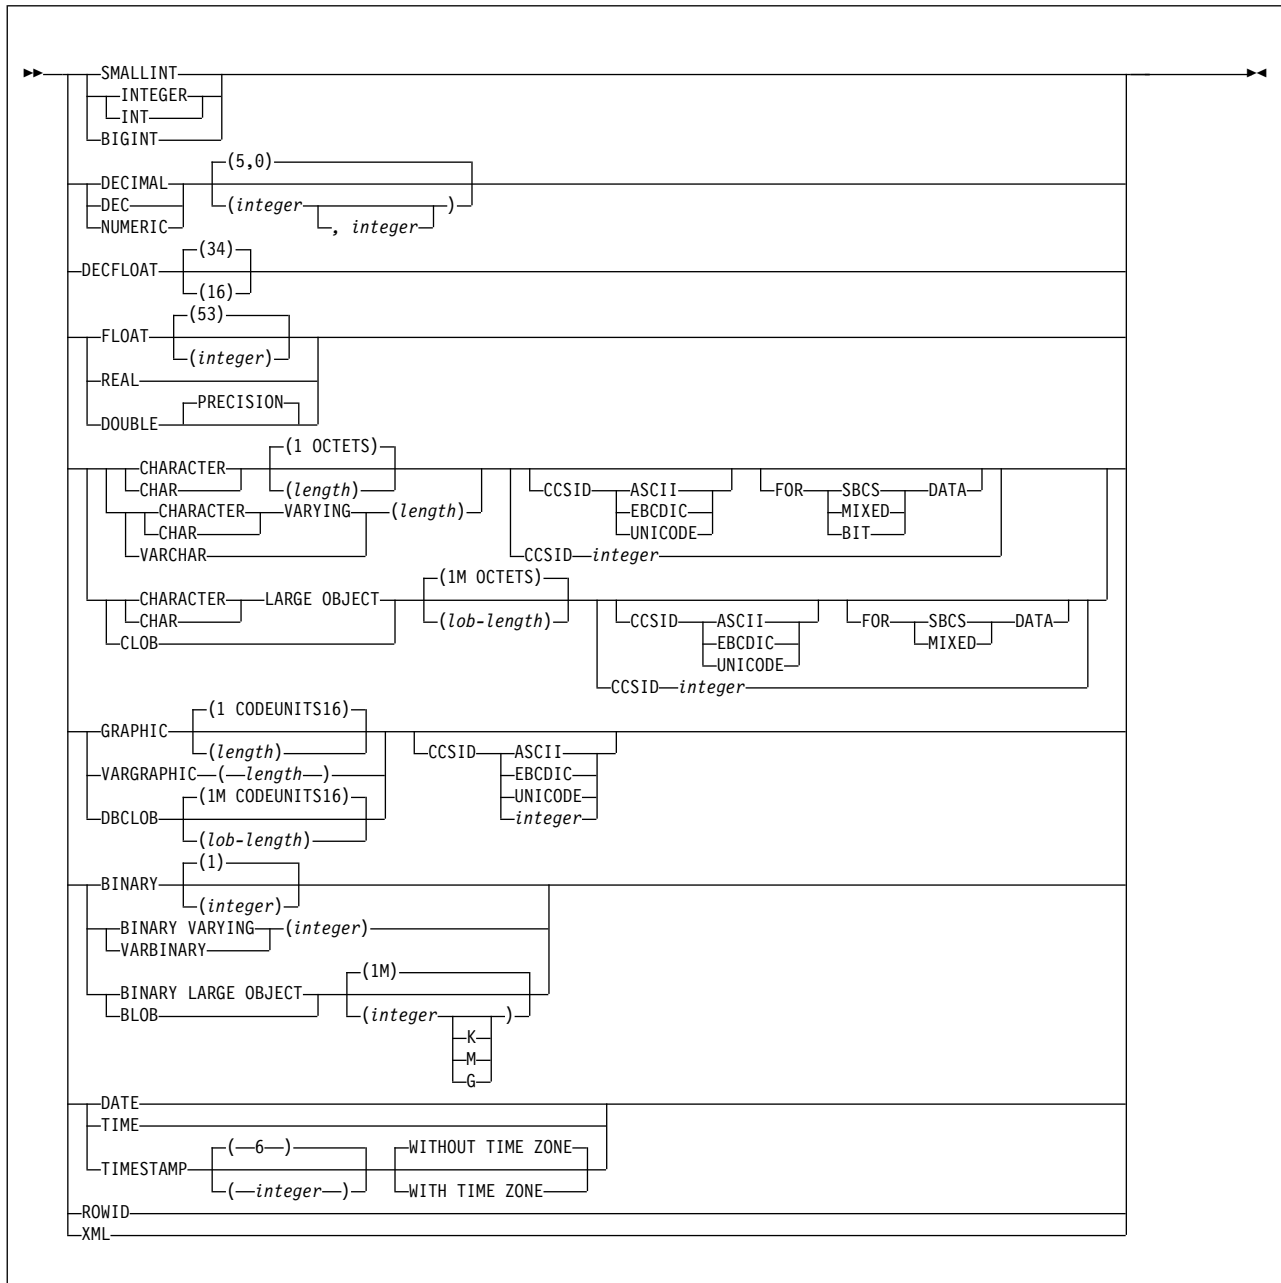 SMALLINT
INTEGER
INT
BIGINT
(5,0)
DECIMAL
DEC (integer )
NUMERIC , integer
(34)
DECFLOAT
(16)
(53)
FLOAT
(integer)
REAL
PRECISION
DOUBLE
(1 OCTETS)
CHARACTER CCSID ASCII FOR SBCS DATA
CHAR (length) EBCDIC MIXED
CHARACTER VARYING (length) UNICODE BIT
CHAR
VARCHAR CCSID integer
(1M OCTETS)
CHARACTER LARGE OBJECT
CHAR (lob-length) CCSID ASCII FOR SBCS DATA
CLOB EBCDIC MIXED
UNICODE
CCSID integer
(1 CODEUNITS16)
GRAPHIC
(length) CCSID ASCII
VARGRAPHIC ( length ) EBCDIC
(1M CODEUNITS16) UNICODE
DBCLOB integer
(lob-length)
(1)
BINARY
(integer)
BINARY VARYING (integer)
VARBINARY
(1M)
BINARY LARGE OBJECT
BLOB (integer )
K
M
G
DATE
TIME
( 6 ) WITHOUT TIME ZONE
TIMESTAMP
( integer ) WITH TIME ZONE
ROWID
XML